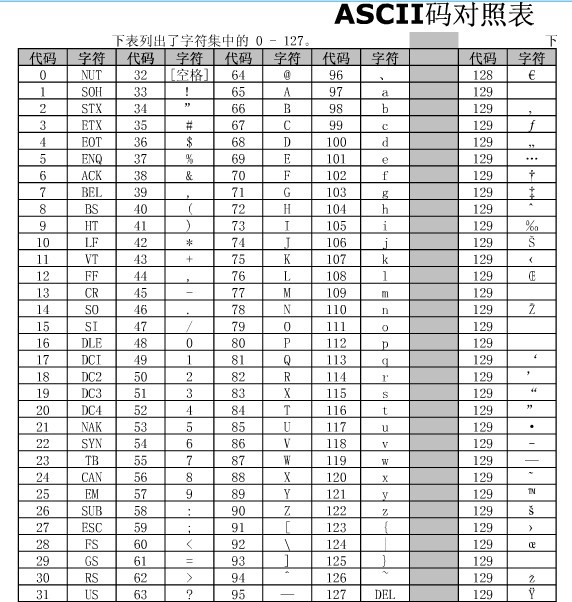 ASCII码对照表
下表列出了字符集中的 0 - 127。 下
代码 字符 代码 字符 代码 字符 代码 字符 代码 字符
0 NUT 32 [空格] 64 @ 96 、 128 €
1 SOH 33 ! 65 A 97 a 129
2 STX 34 ” 66 B 98 b 129 ‚
3 ETX 35 # 67 C 99 c 129 ƒ
4 EOT 36 $ 68 D 100 d 129 „
5 ENQ 37 % 69 E 101 e 129 …
6 ACK 38 & 70 F 102 f 129 †
7 BEL 39 , 71 G 103 g 129 ‡
8 BS 40 ( 72 H 104 h 129 ˆ
9 HT 41 ) 73 I 105 i 129 ‰
10 LF 42 * 74 J 106 j 129 Š
11 VT 43 + 75 K 107 k 129 ‹
12 FF 44 , 76 L 108 l 129 Œ
13 CR 45 - 77 M 109 m 129
14 SO 46 . 78 N 110 n 129 Ž
15 SI 47 / 79 O 111 o 129
16 DLE 48 0 80 P 112 p 129
17 DCI 49 1 81 Q 113 q 129 ‘
18 DC2 50 2 82 R 114 r 129 ’
19 DC3 51 3 83 X 115 s 129 “
20 DC4 52 4 84 T 116 t 129 ”
21 NAK 53 5 85 U 117 u 129 •
22 SYN 54 6 86 V 118 v 129 –
23 TB 55 7 87 W 119 w 129 —
24 CAN 56 8 88 X 120 x 129 ˜
25 EM 57 9 89 Y 121 y 129 ™
26 SUB 58 : 90 Z 122 z 129 š
27 ESC 59 ; 91 [ 123 { 129 ›
28 FS 60 < 92 \ 124 | 129 œ
29 GS 61 = 93 ] 125 } 129
30 RS 62 > 94 ^ 126 ~ 129 ž
31 US 63 ? 95 — 127 DEL 129 Ÿ